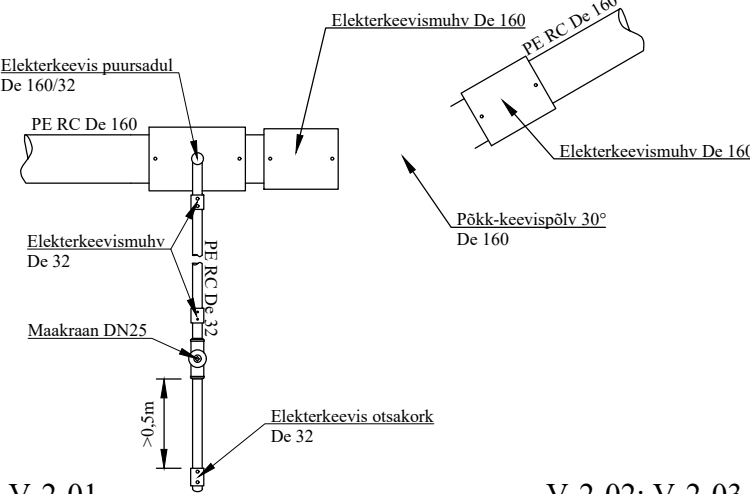 Elekterkeevismuhv De 160
PE RC De 160
Elekterkeevis puursadul
De 160/32
PE RC De 160
Elekterkeevismuhv De 160
Põkk-keevispõlv 30°
De 160
Elekterkeevismuhv
De 32
PE RC De 32
Maakraan DN25
>0,5m
Elekterkeevis otsakork
De 32
V-2-01
V-2-02; V-2-03